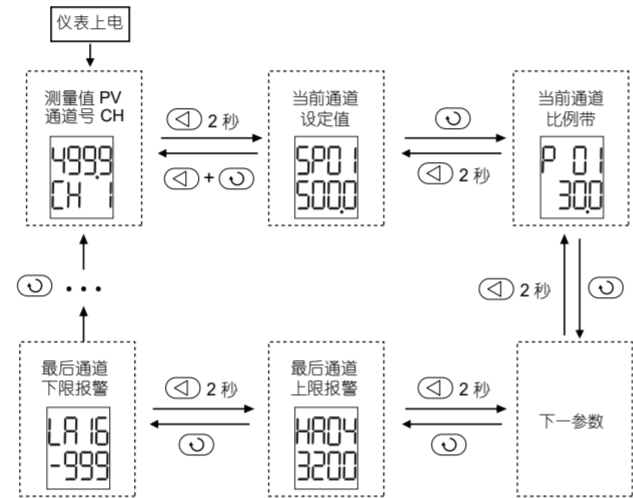 仪表上电
测量值 PV
通道号 CH
499.9
CH 1
2 秒
+
当前通道
设定值
SP01
500.0
2 秒
当前通道
比例带
P 01
30.0
2 秒
下一参数
2 秒
最后通道
上限报警
HA04
3200
2 秒
最后通道
下限报警
LA16
-999